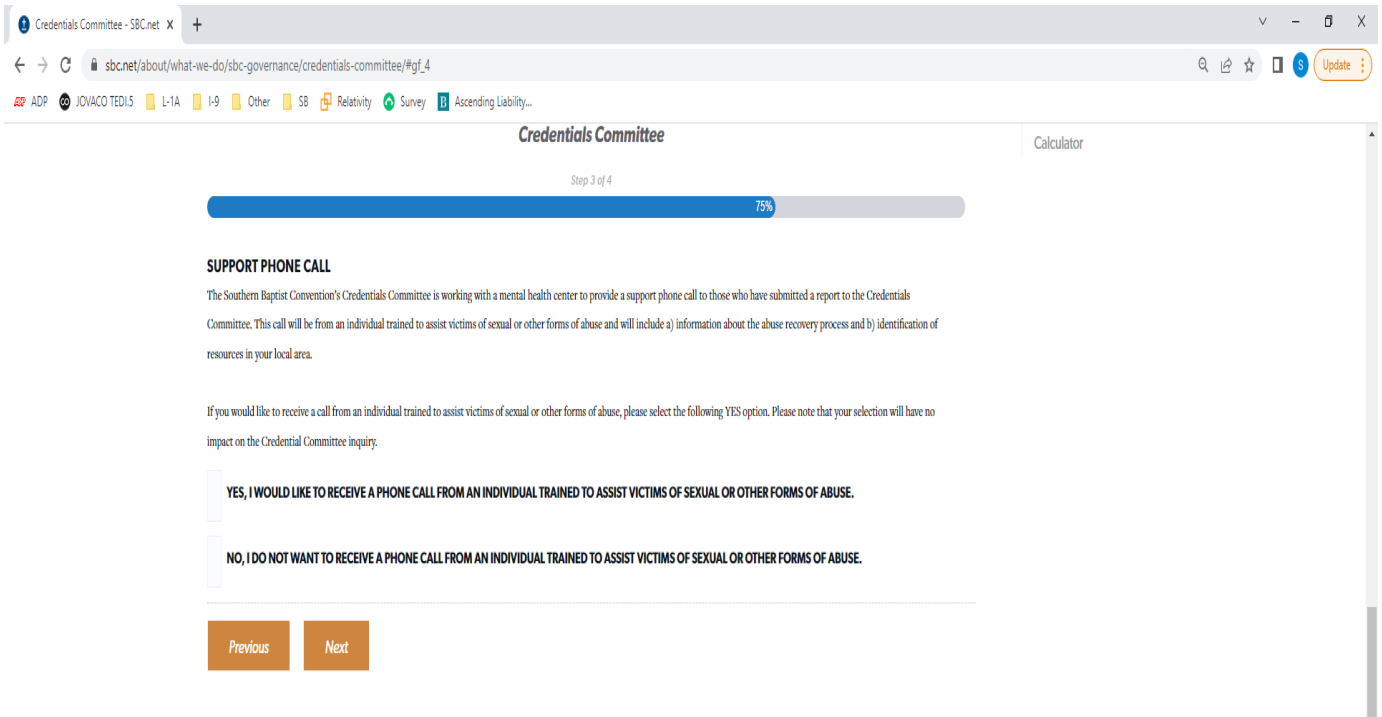 Credentials Committee - SBC.net
sbc.net/about/what-we-do/sbc-governance/credentials-committee/#gf_4
S Update
ADP JOVACO TEDI.5 L-1A I-9 Other SB Relativity Survey B Ascending Liability...
Credentials Committee
Calculator
Step 3 of 4
75%
SUPPORT PHONE CALL
The Southern Baptist Convention's Credentials Committee is working with a mental health center to provide a support phone call to those who have submitted a report to the Credentials
Committee. This call will be from an individual trained to assist victims of sexual or other forms of abuse and will include a) information about the abuse recovery process and b) identification of
resources in your local area.
If you would like to receive a call from an individual trained to assist victims of sexual or other forms of abuse, please select the following YES option. Please note that your selection will have no
impact on the Credential Committee inquiry.
YES, I WOULD LIKE TO RECEIVE A PHONE CALL FROM AN INDIVIDUAL TRAINED TO ASSIST VICTIMS OF SEXUAL OR OTHER FORMS OF ABUSE.
NO, I DO NOT WANT TO RECEIVE A PHONE CALL FROM AN INDIVIDUAL TRAINED TO ASSIST VICTIMS OF SEXUAL OR OTHER FORMS OF ABUSE.
Previous Next